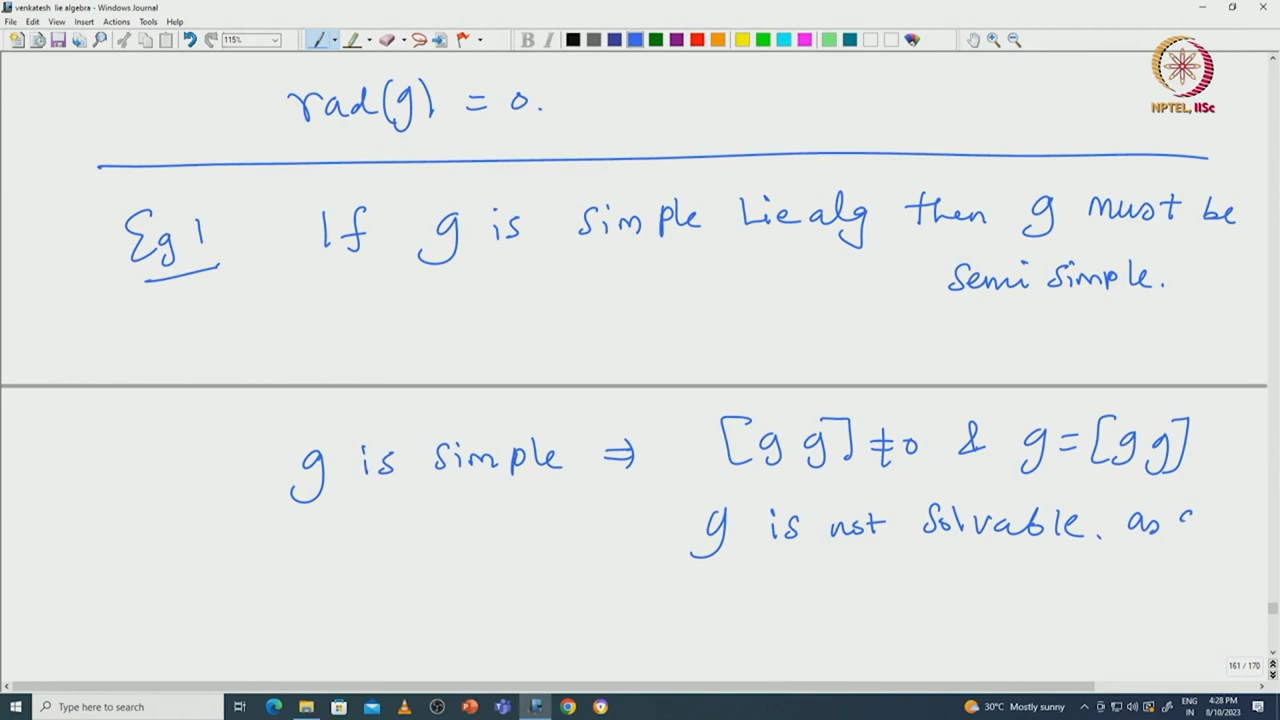 venkatesh lie algebra - Windows Journal
File Edit View Insert Actions Tools Help
115%
B I
NPTEL, IISc
rad(g) = 0.
Eg 1 If g is simple Lie alg then g must be
semi simple.
g is simple ⇒ [g g] ≠ 0 & g = [g g]
g is not solvable. as
161 / 170
Type here to search
30°C Mostly sunny
ENG
IN
4:28 PM
8/10/2023